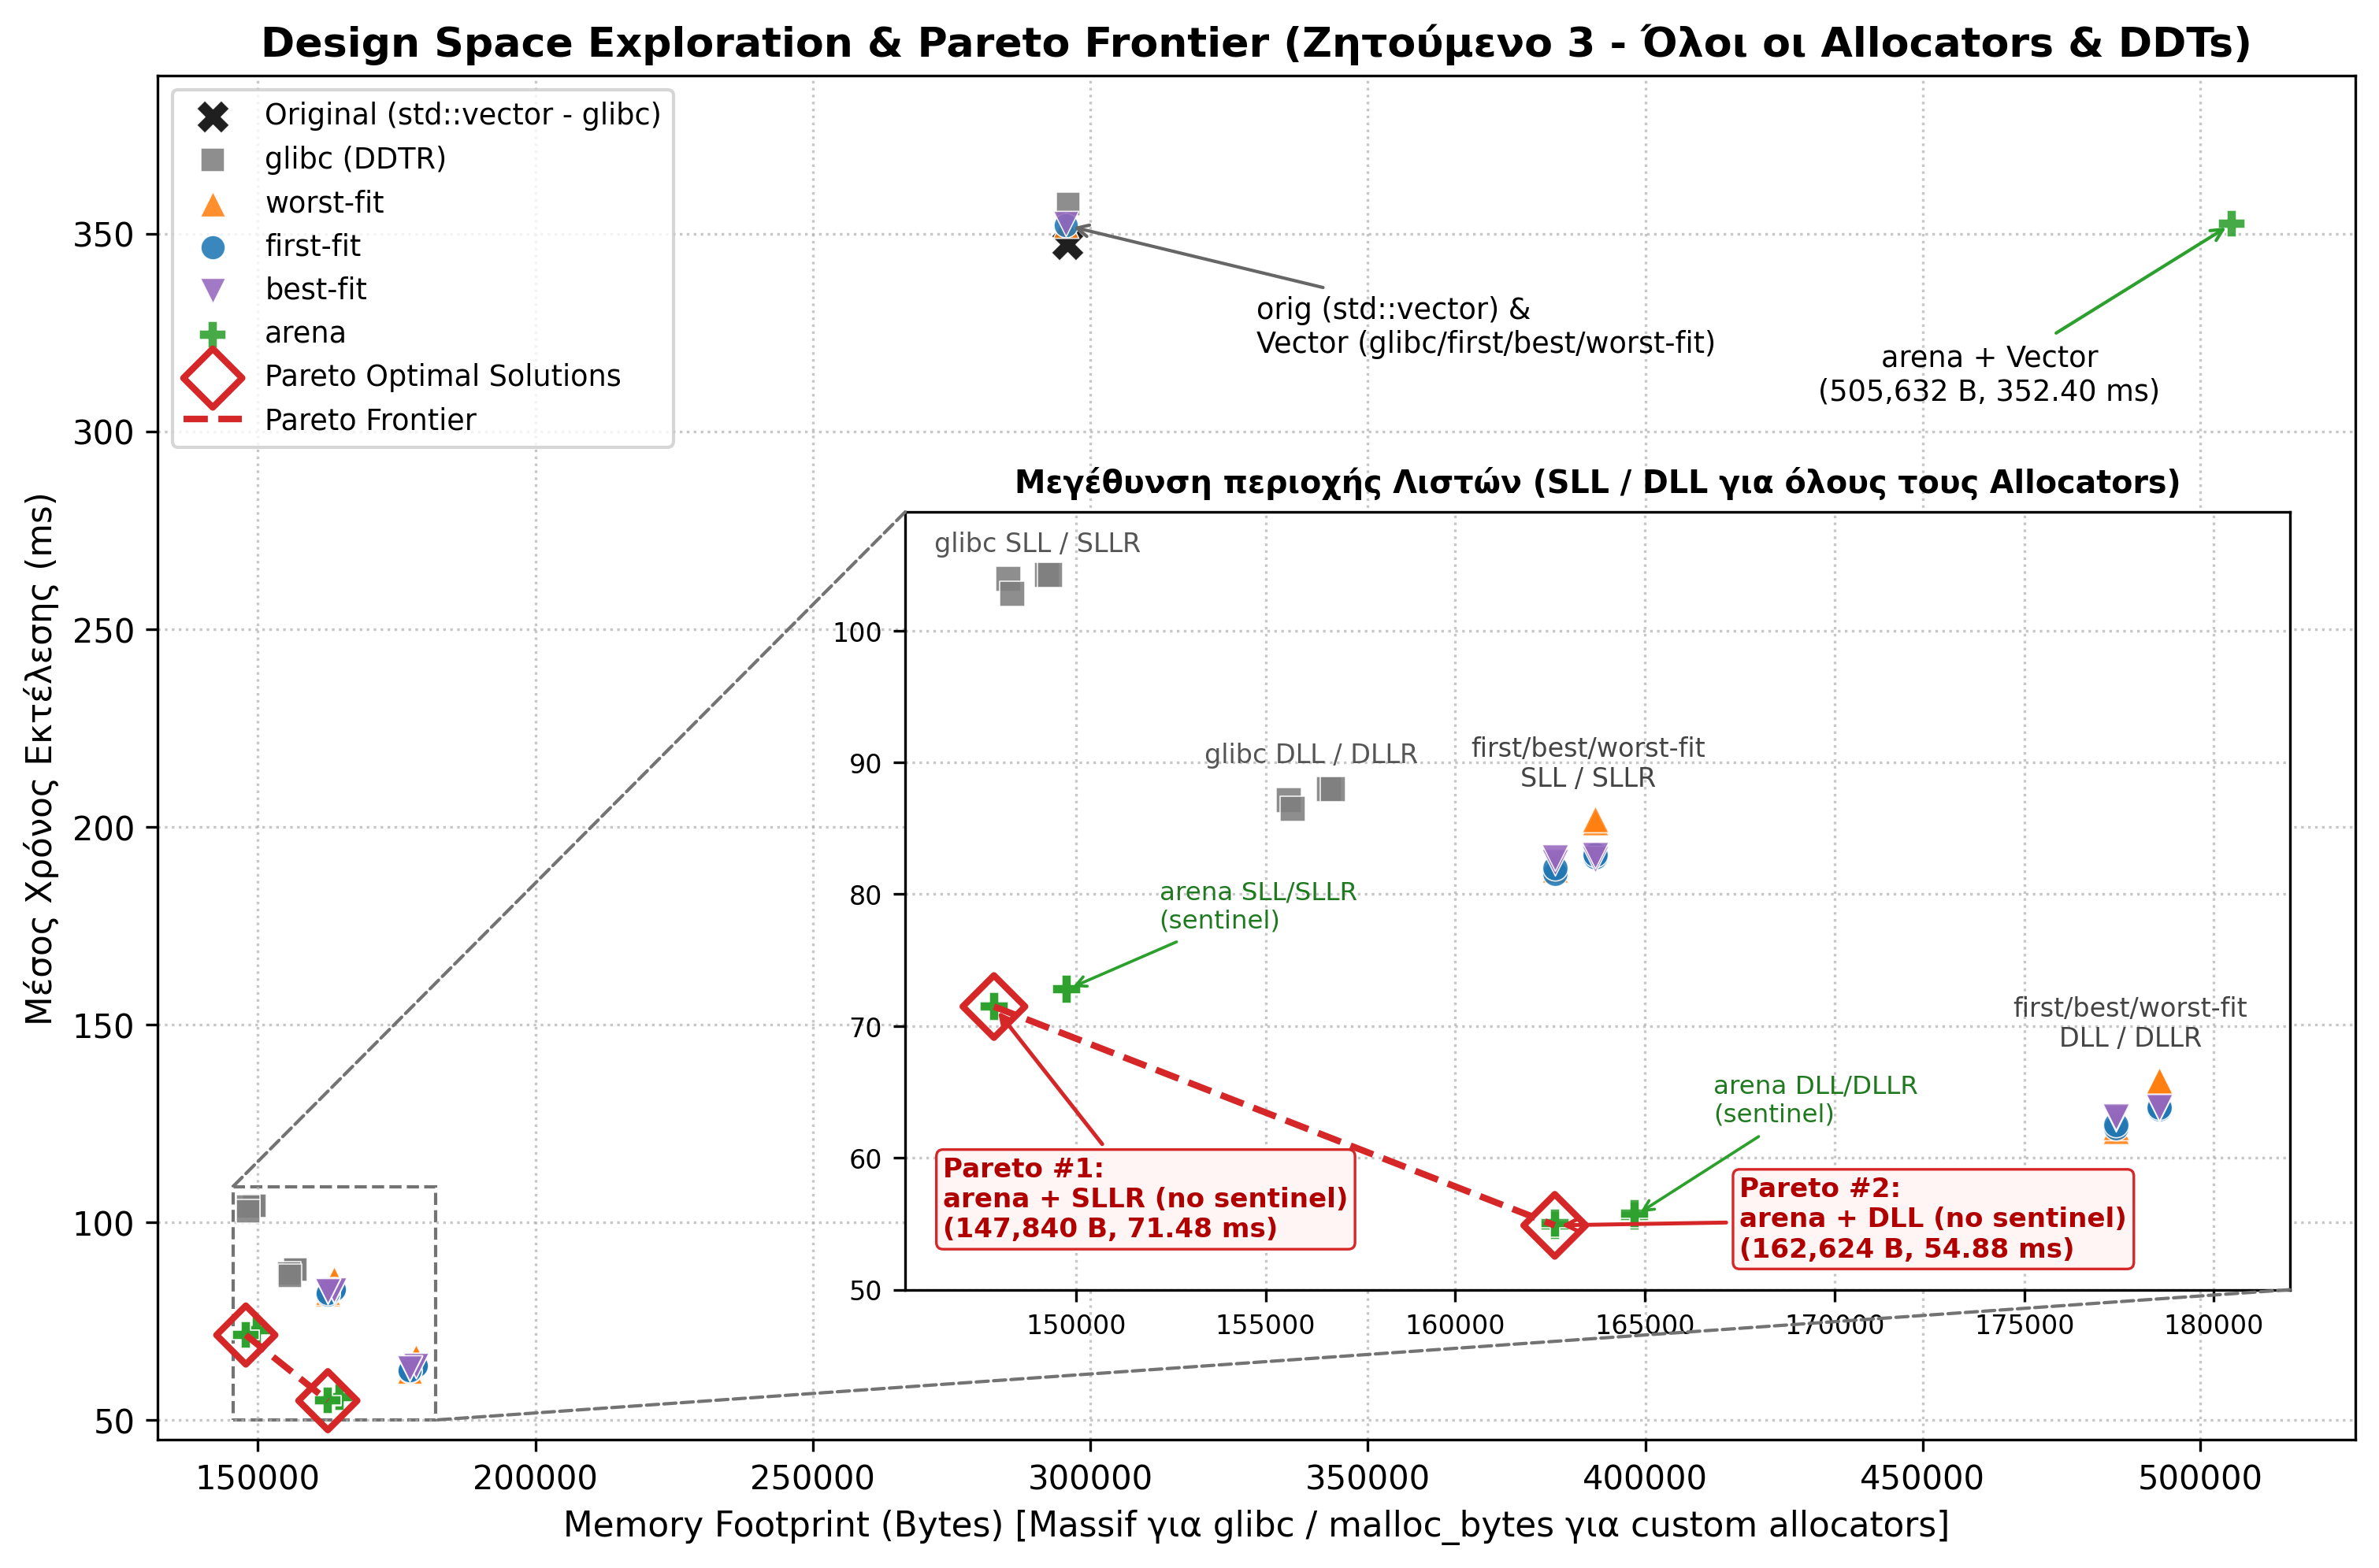 Design Space Exploration & Pareto Frontier (Ζητούμενο 3 - Όλοι οι Allocators & DDTs)
Original (std::vector - glibc)
glibc (DDTR)
worst-fit
first-fit
best-fit
arena
Pareto Optimal Solutions
Pareto Frontier
orig (std::vector) &
Vector (glibc/first/best/worst-fit)
arena + Vector
(505,632 B, 352.40 ms)
Μέσος Χρόνος Εκτέλεσης (ms)
350
300
250
200
150
100
50
Μεγέθυνση περιοχής Λιστών (SLL / DLL για όλους τους Allocators)
glibc SLL / SLLR
glibc DLL / DLLR
first/best/worst-fit
SLL / SLLR
arena SLL/SLLR
(sentinel)
first/best/worst-fit
DLL / DLLR
arena DLL/DLLR
(sentinel)
Pareto #1:
arena + SLLR (no sentinel)
(147,840 B, 71.48 ms)
Pareto #2:
arena + DLL (no sentinel)
(162,624 B, 54.88 ms)
100
90
80
70
60
50
150000
155000
160000
165000
170000
175000
180000
150000
200000
250000
300000
350000
400000
450000
500000
Memory Footprint (Bytes) [Massif για glibc / malloc_bytes για custom allocators]